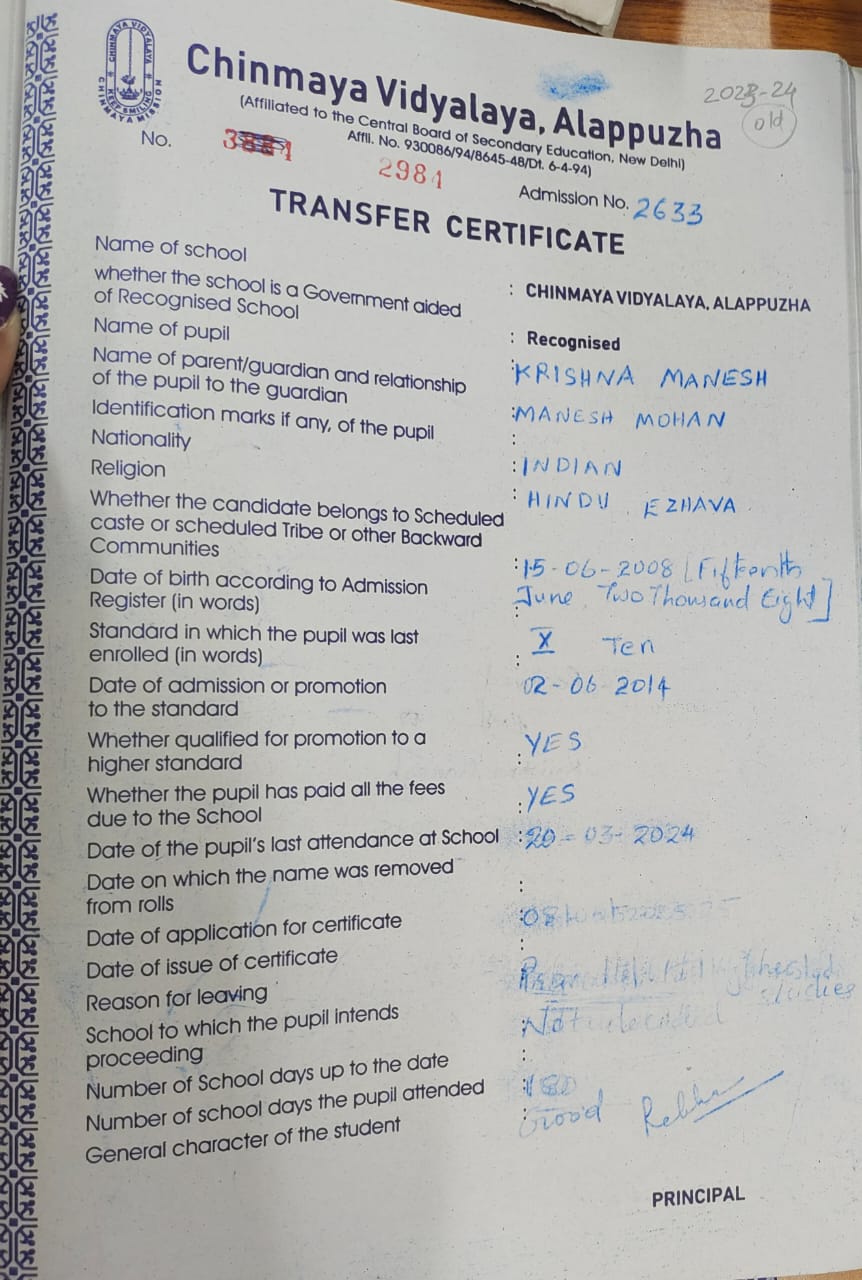 CHINMAYA VIDYALAYA
KEEP SMILING
CHINMAYA MISSION
Chinmaya Vidyalaya, Alappuzha
2023-24
old
(Affiliated to the Central Board of Secondary Education, New Delhi)
Affli. No. 930086/94/8645-48/Dt. 6-4-94)
No.
2981
Admission No. 2633
TRANSFER CERTIFICATE
Name of school : CHINMAYA VIDYALAYA, ALAPPUZHA
whether the school is a Government aided
of Recognised School : Recognised
Name of pupil : KRISHNA MANESH
Name of parent/guardian and relationship
of the pupil to the guardian : MANESH MOHAN
Identification marks if any, of the pupil :
Nationality : INDIAN
Religion : HINDU EZHAVA
Whether the candidate belongs to Scheduled
caste or scheduled Tribe or other Backward
Communities
Date of birth according to Admission : 15-06-2008 [Fifteenth
Register (in words) : June Two Thousand Eight]
Standard in which the pupil was last
enrolled (in words) : X Ten
Date of admission or promotion
to the standard 02-06-2014
Whether qualified for promotion to a
higher standard : YES
Whether the pupil has paid all the fees
due to the School : YES
Date of the pupil's last attendance at School : 20-03-2024
Date on which the name was removed
from rolls :
Date of application for certificate :
Date of issue of certificate :
Reason for leaving : studies
School to which the pupil intends
proceeding : Not decided
Number of School days up to the date :
Number of school days the pupil attended :
General character of the student : Good
PRINCIPAL